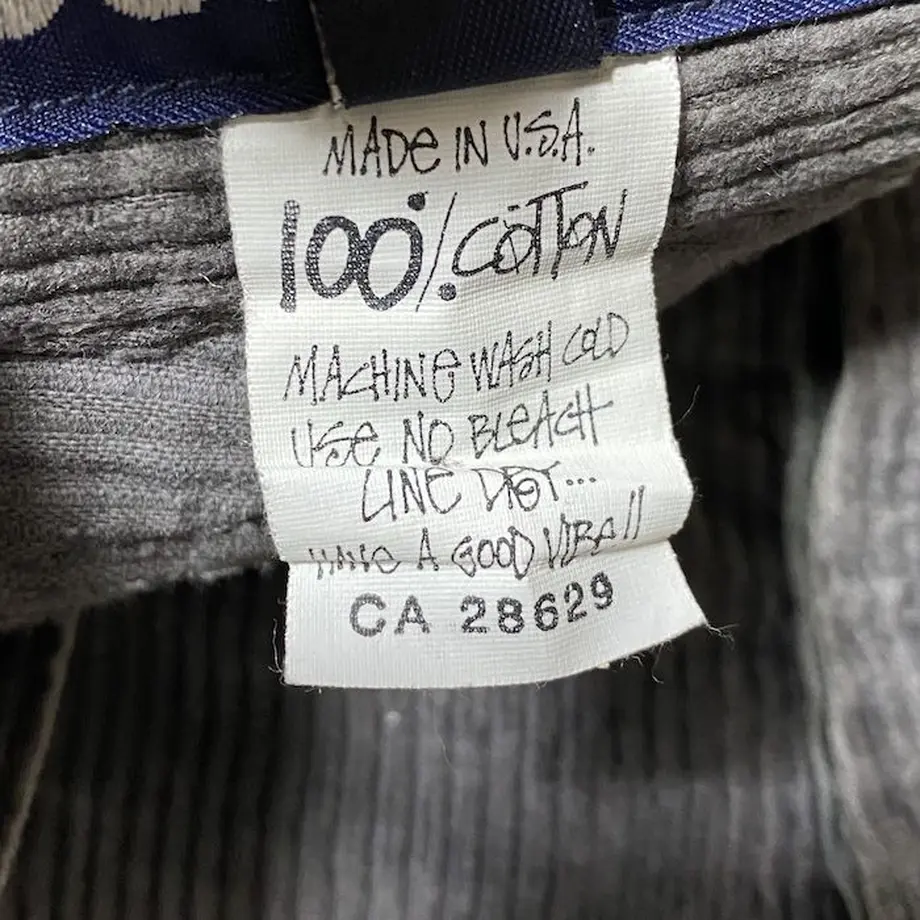 MADE IN U.S.A.
100% COTTON
MACHINE WASH COLD
USE NO BLEACH
LINE DRY...
HAVE A GOOD VIBE!!
CA 28629